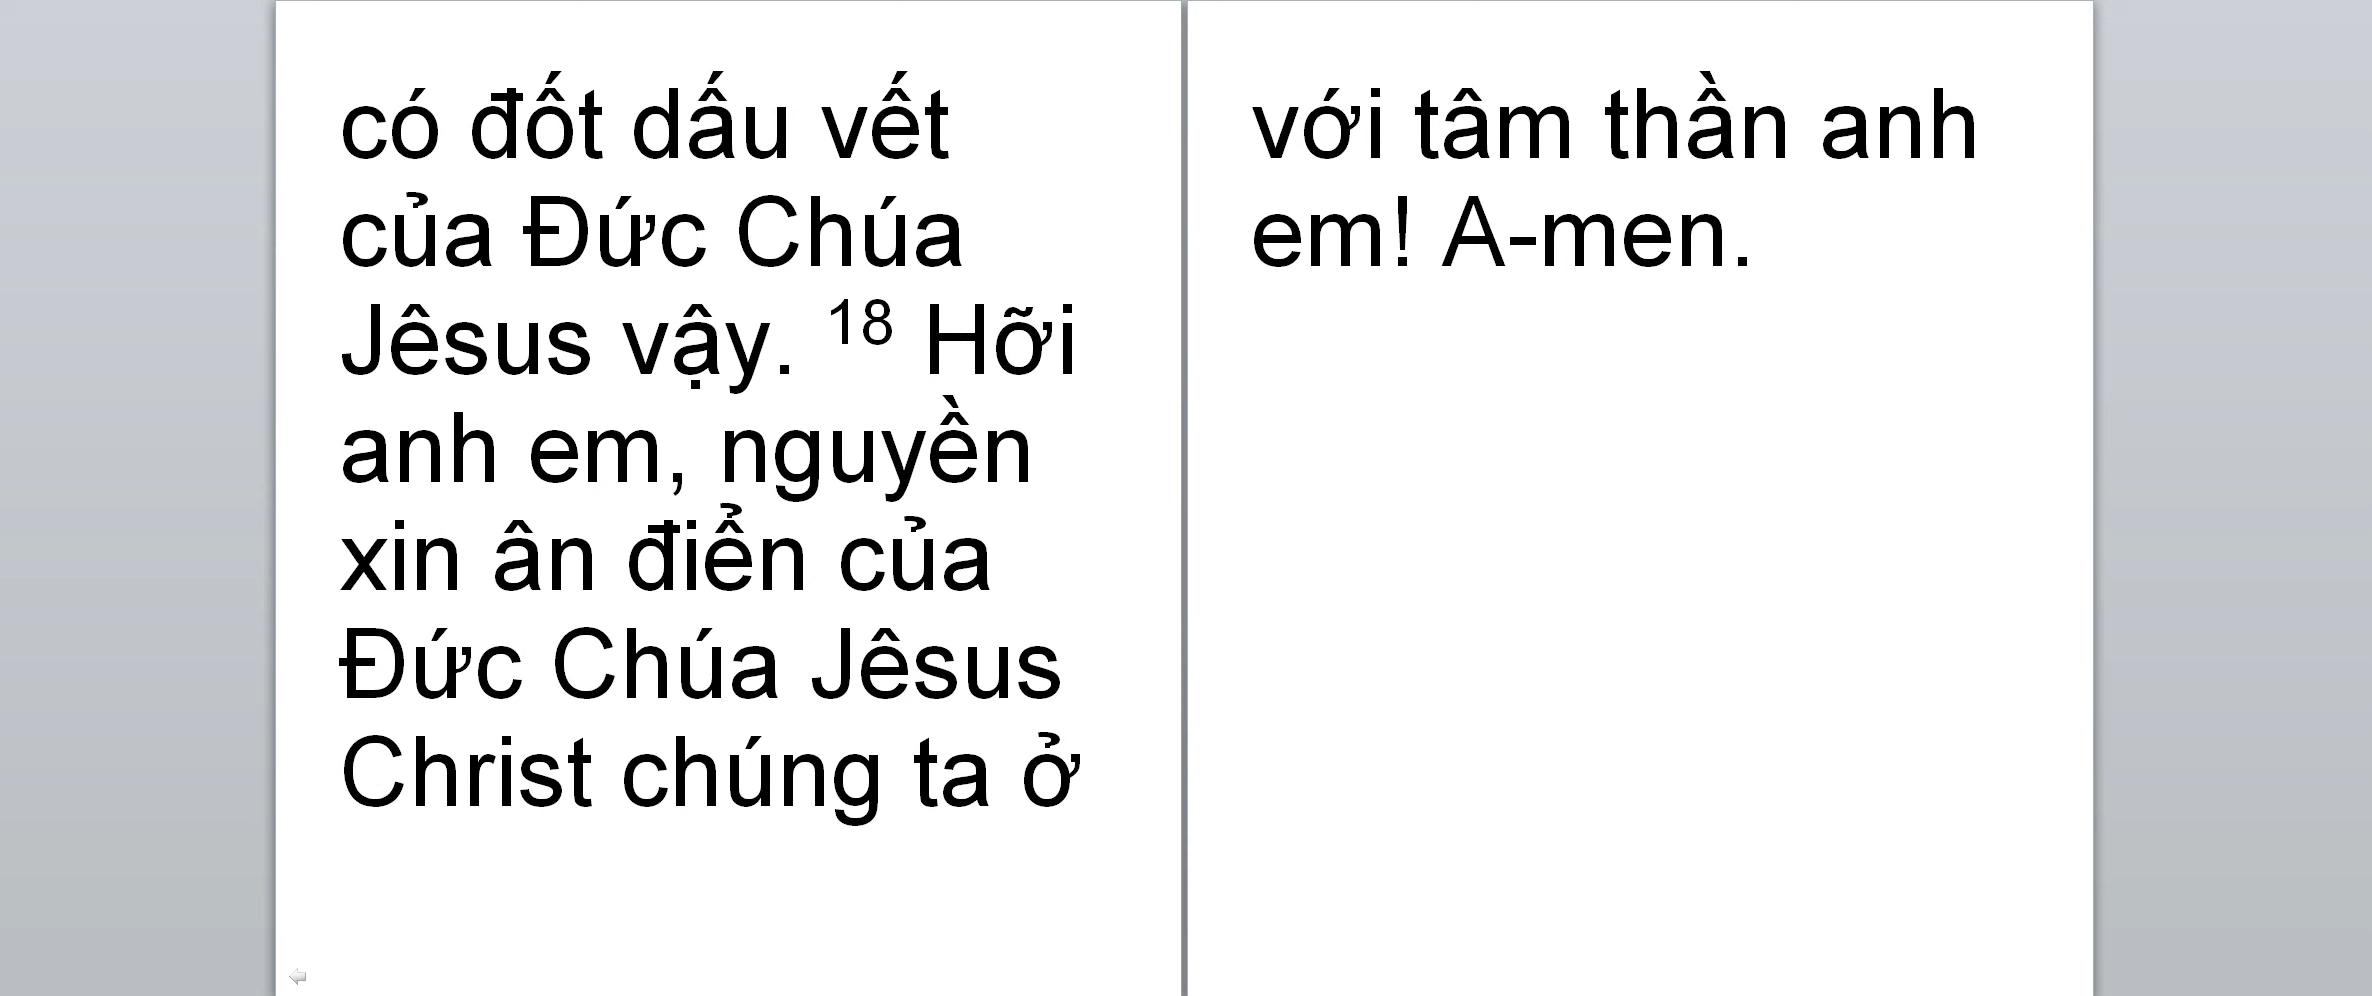 có đốt dấu vết
của Đức Chúa
Jêsus vậy. 18 Hỡi
anh em, nguyền
xin ân điển của
Đức Chúa Jêsus
Christ chúng ta ở
với tâm thần anh
em! A-men.